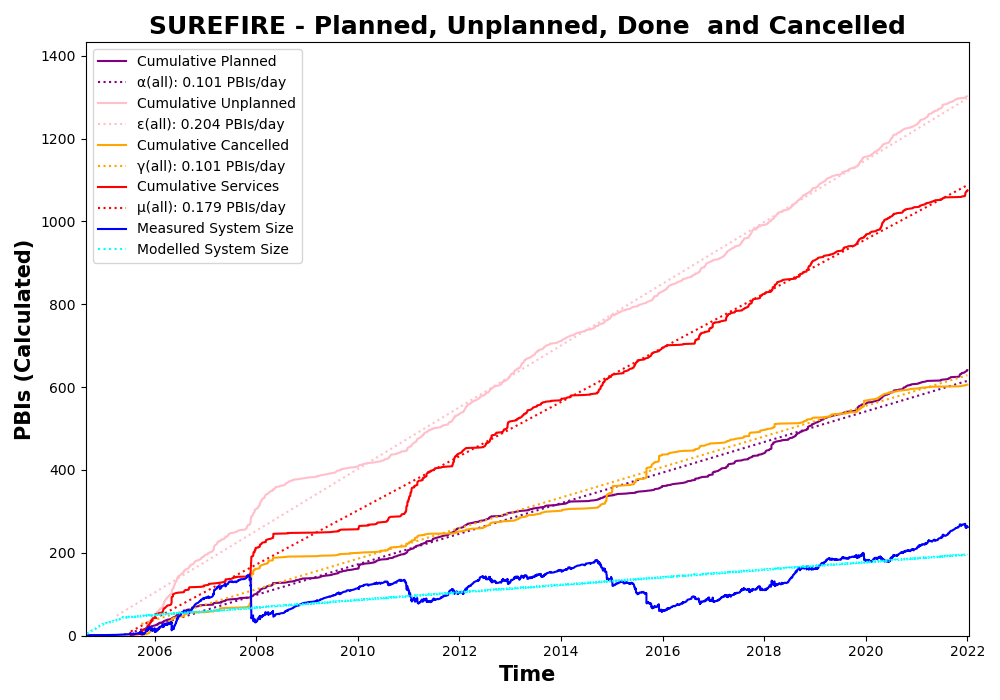 SUREFIRE - Planned, Unplanned, Done  and Cancelled
1400
1200
1000
800
600
400
200
0
PBIs (Calculated)
Cumulative Planned
α(all): 0.101 PBIs/day
Cumulative Unplanned
ε(all): 0.204 PBIs/day
Cumulative Cancelled
γ(all): 0.101 PBIs/day
Cumulative Services
μ(all): 0.179 PBIs/day
Measured System Size
Modelled System Size
2006 2008 2010 2012 2014 2016 2018 2020 2022
Time